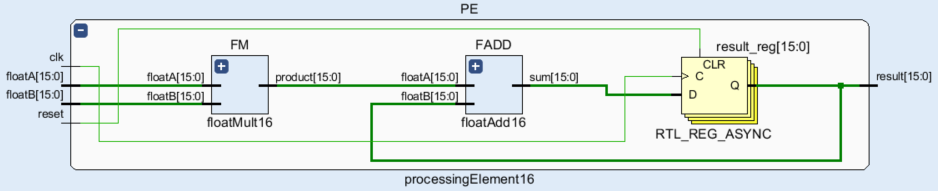 PE
clk
floatA[15:0]
floatB[15:0]
reset
FM
floatA[15:0]
floatB[15:0]
product[15:0]
floatMult16
FADD
floatA[15:0]
floatB[15:0]
sum[15:0]
floatAdd16
result_reg[15:0]
CLR
C
D
Q
RTL_REG_ASYNC
result[15:0]
processingElement16